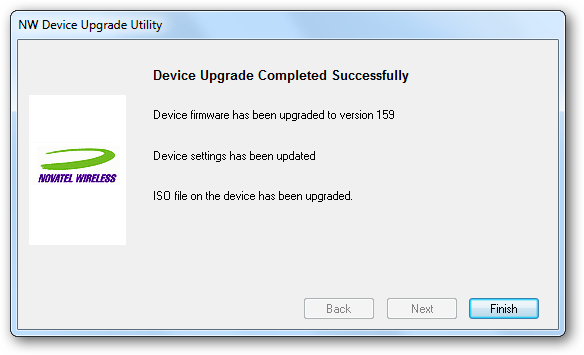 NW Device Upgrade Utility
Device Upgrade Completed Successfully
Device firmware has been upgraded to version 159
Device settings has been updated
NOVATEL WIRELESS
ISO file on the device has been upgraded.
Back
Next
Finish